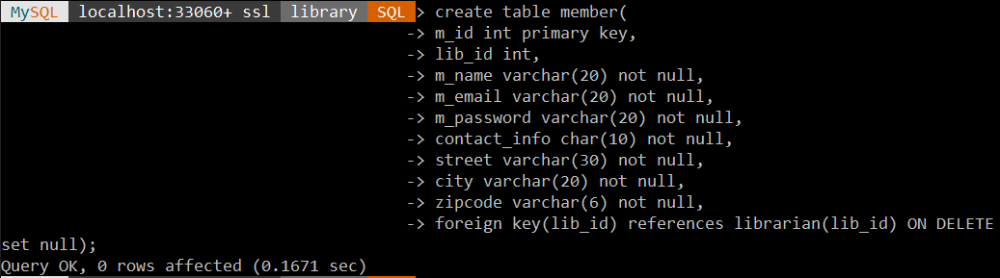 MySQL localhost:33060+ ssl library SQL > create table member(
-> m_id int primary key,
-> lib_id int,
-> m_name varchar(20) not null,
-> m_email varchar(20) not null,
-> m_password varchar(20) not null,
-> contact_info char(10) not null,
-> street varchar(30) not null,
-> city varchar(20) not null,
-> zipcode varchar(6) not null,
-> foreign key(lib_id) references librarian(lib_id) ON DELETE
set null);
Query OK, 0 rows affected (0.1671 sec)